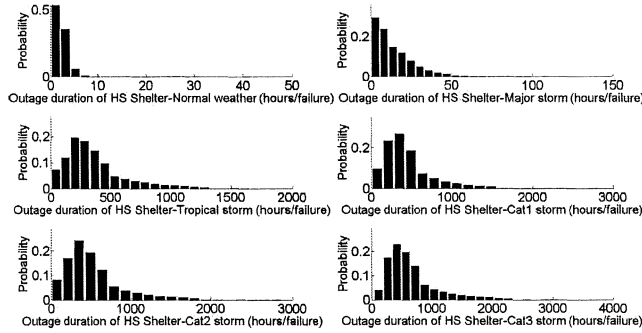 0.5
Probability
0
0 10 20 30 40 50
Outage duration of HS Shelter-Normal weather (hours/failure)
0.2
Probability
0
0 50 100 150
Outage duration of HS Shelter-Major storm (hours/failure)
0.2
0.1
0
Probability
0 500 1000 1500 2000
Outage duration of HS Shelter-Tropical storm (hours/failure)
0.2
0.1
0
Probability
0 1000 2000 3000
Outage duration of HS Shelter-Cat1 storm (hours/failure)
0.2
0.1
0
Probability
0 1000 2000 3000
Outage duration of HS Shelter-Cat2 storm (hours/failure)
0.2
0.1
0
Probability
0 1000 2000 3000 4000
Outage duration of HS Shelter-Cat3 storm (hours/failure)